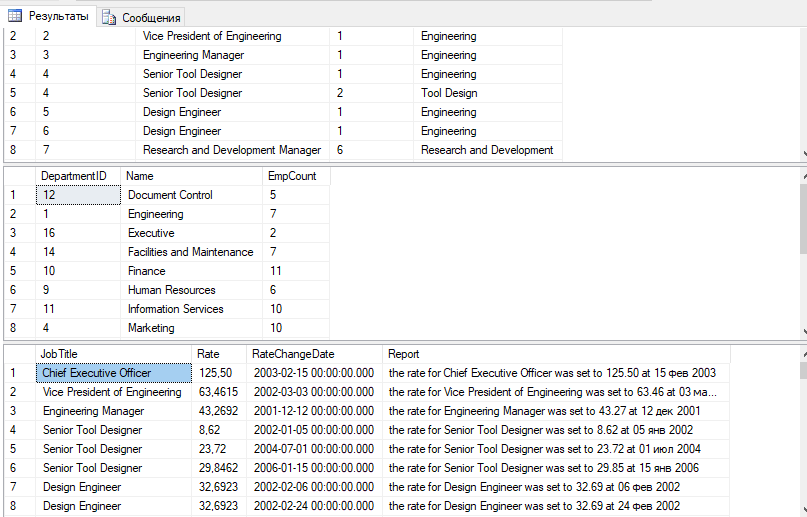 Результаты Сообщения
2 2 Vice President of Engineering 1 Engineering
3 3 Engineering Manager 1 Engineering
4 4 Senior Tool Designer 1 Engineering
5 4 Senior Tool Designer 2 Tool Design
6 5 Design Engineer 1 Engineering
7 6 Design Engineer 1 Engineering
8 7 Research and Development Manager 6 Research and Development
DepartmentID Name EmpCount
1 12 Document Control 5
2 1 Engineering 7
3 16 Executive 2
4 14 Facilities and Maintenance 7
5 10 Finance 11
6 9 Human Resources 6
7 11 Information Services 10
8 4 Marketing 10
JobTitle Rate RateChangeDate Report
1 Chief Executive Officer 125,50 2003-02-15 00:00:00.000 the rate for Chief Executive Officer was set to 125.50 at 15 фев 2003
2 Vice President of Engineering 63,4615 2002-03-03 00:00:00.000 the rate for Vice President of Engineering was set to 63.46 at 03 ма...
3 Engineering Manager 43,2692 2001-12-12 00:00:00.000 the rate for Engineering Manager was set to 43.27 at 12 дек 2001
4 Senior Tool Designer 8,62 2002-01-05 00:00:00.000 the rate for Senior Tool Designer was set to 8.62 at 05 янв 2002
5 Senior Tool Designer 23,72 2004-07-01 00:00:00.000 the rate for Senior Tool Designer was set to 23.72 at 01 июл 2004
6 Senior Tool Designer 29,8462 2006-01-15 00:00:00.000 the rate for Senior Tool Designer was set to 29.85 at 15 янв 2006
7 Design Engineer 32,6923 2002-02-06 00:00:00.000 the rate for Design Engineer was set to 32.69 at 06 фев 2002
8 Design Engineer 32,6923 2002-02-24 00:00:00.000 the rate for Design Engineer was set to 32.69 at 24 фев 2002